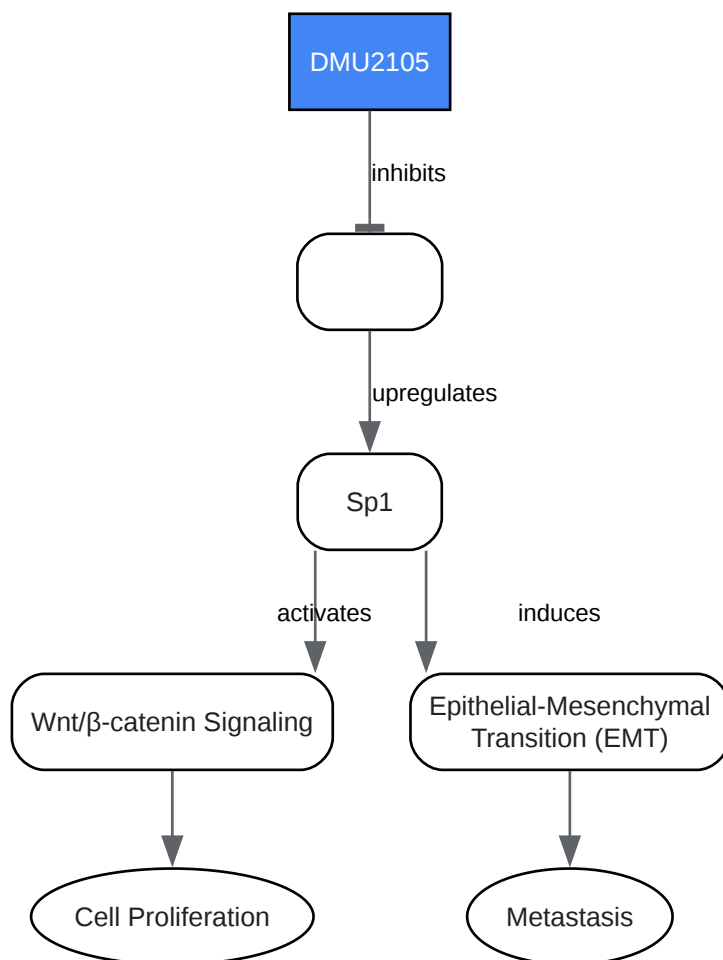 DMU2105
inhibits
upregulates
Sp1
activates
induces
Wnt/β-catenin Signaling
Epithelial-Mesenchymal
Transition (EMT)
Cell Proliferation
Metastasis